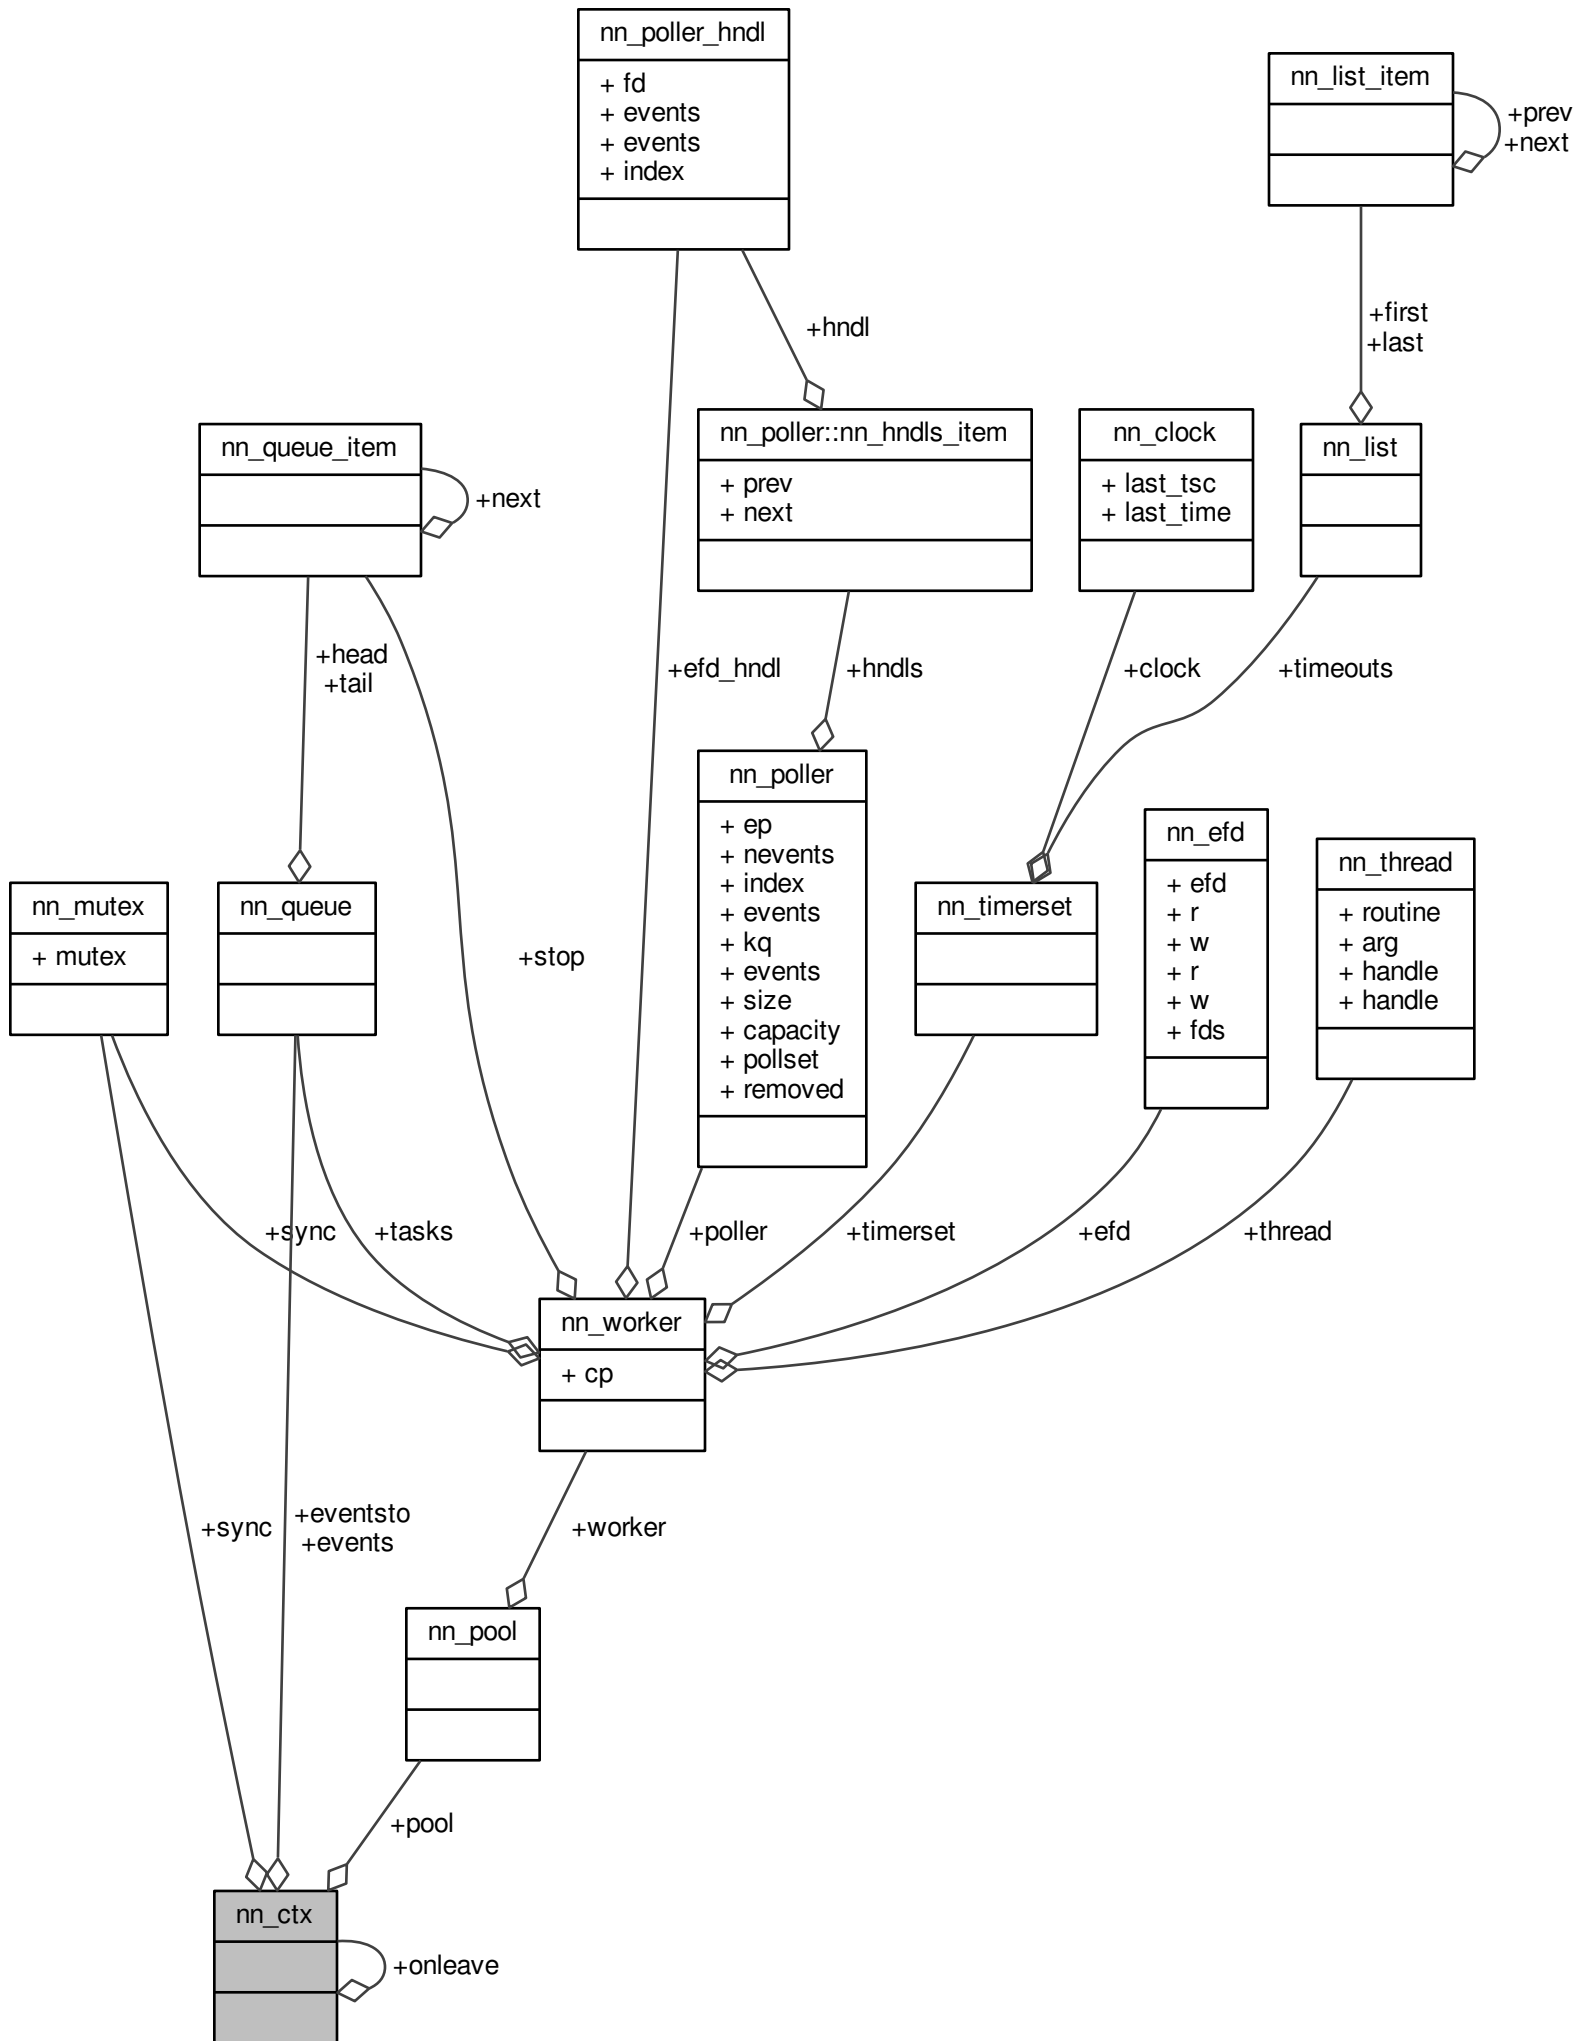 nn_poller_hndl
+ fd
+ events
+ events
+ index
nn_list_item
+prev
+next
+hndl
+first
+last
nn_queue_item
+next
nn_poller::nn_hndls_item
+ prev
+ next
nn_clock
+ last_tsc
+ last_time
nn_list
+head
+tail
+efd_hndl
+hndls
+clock
+timeouts
nn_mutex
+ mutex
nn_queue
+stop
nn_poller
+ ep
+ nevents
+ index
+ events
+ kq
+ events
+ size
+ capacity
+ pollset
+ removed
nn_timerset
nn_efd
+ efd
+ r
+ w
+ r
+ w
+ fds
nn_thread
+ routine
+ arg
+ handle
+ handle
+sync
+tasks
+poller
+timerset
+efd
+thread
nn_worker
+ cp
+sync
+eventsto
+events
+worker
nn_pool
+pool
nn_ctx
+onleave